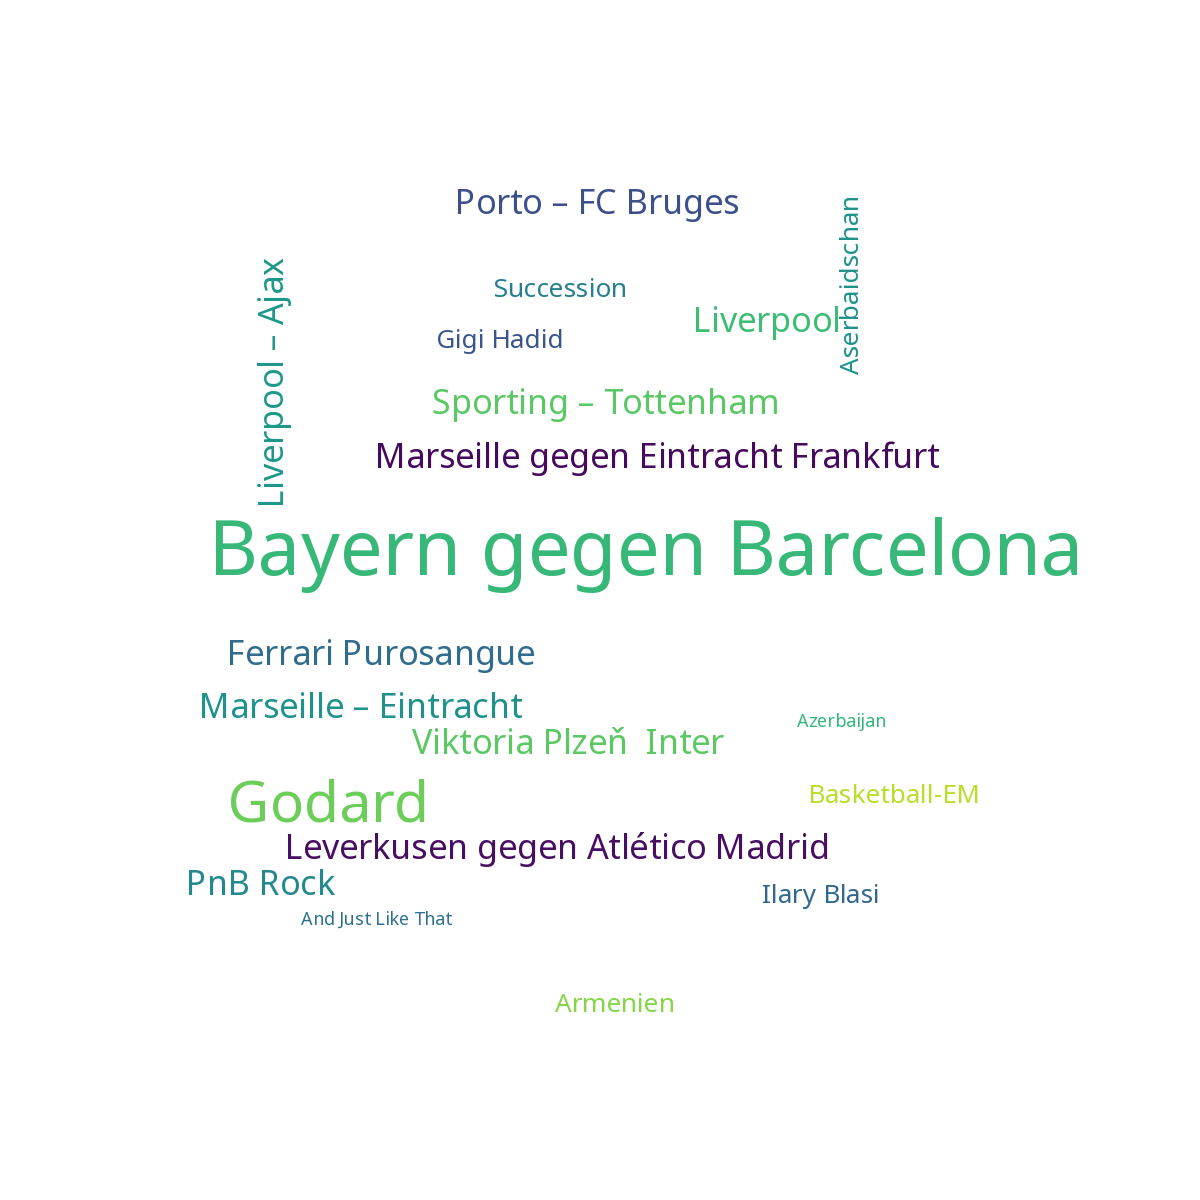 Porto – FC Bruges
Aserbaidschan
Liverpool – Ajax
Succession
Liverpool
Gigi Hadid
Sporting – Tottenham
Marseille gegen Eintracht Frankfurt
Bayern gegen Barcelona
Ferrari Purosangue
Marseille – Eintracht
Azerbaijan
Viktoria Plzeň Inter
Godard
Basketball-EM
Leverkusen gegen Atlético Madrid
PnB Rock
Ilary Blasi
And Just Like That
Armenien